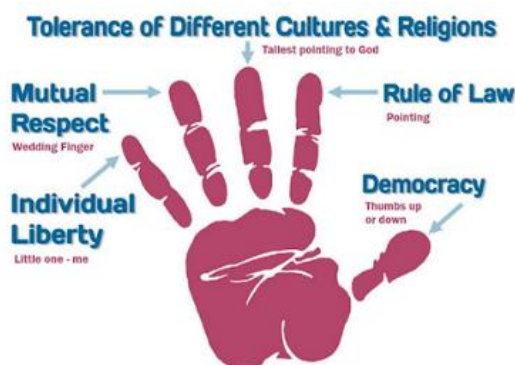 Tolerance of Different Cultures & Religions
Tallest pointing to God
Mutual
Respect
Wedding Finger
Rule of Law
Pointing
Individual
Liberty
Little one - me
Democracy
Thumbs up
or down